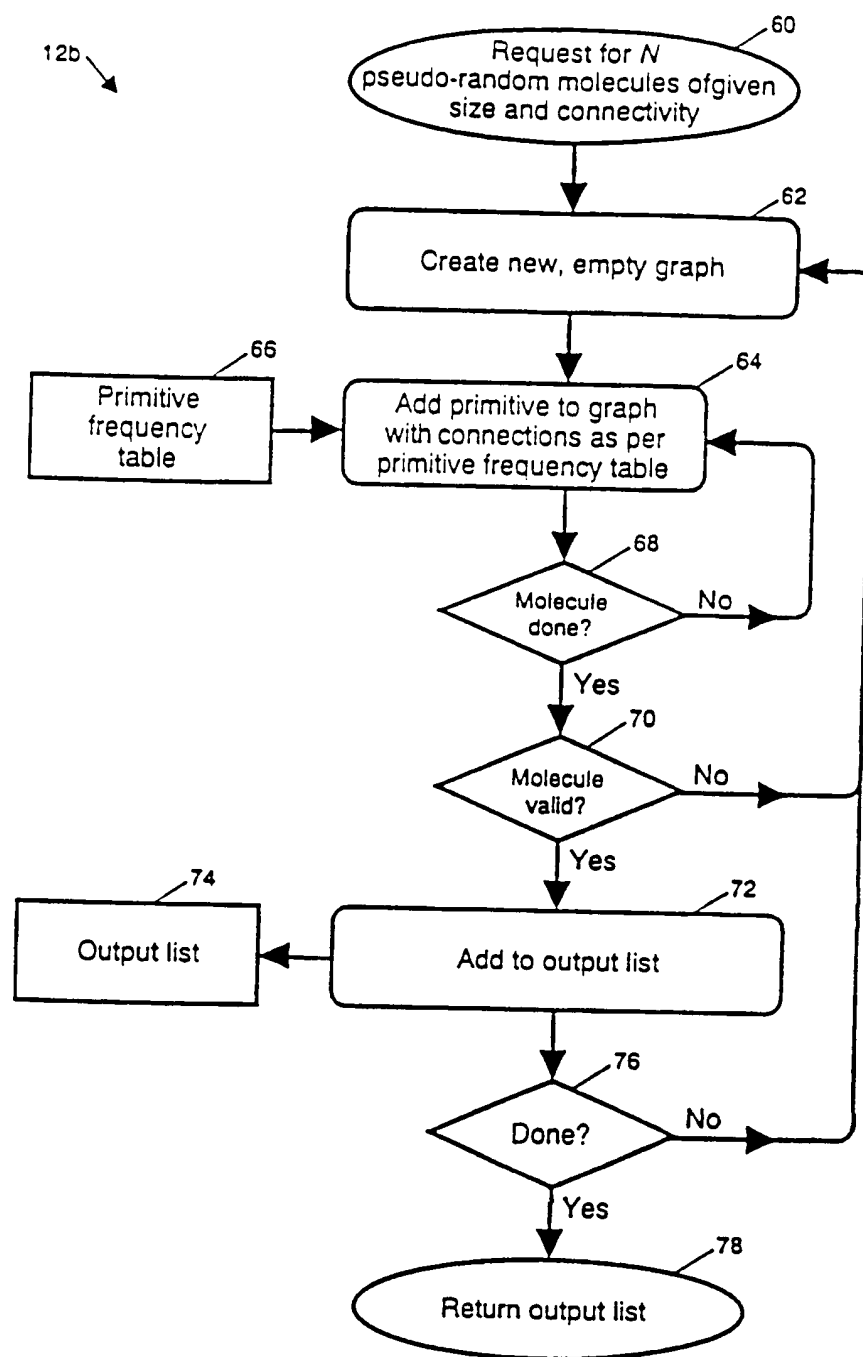 12b
60
Request for N
pseudo-random molecules ofgiven
size and connectivity
62
Create new, empty graph
66
Primitive
frequency
table
64
Add primitive to graph
with connections as per
primitive frequency table
68
Molecule
done?
No
Yes
70
Molecule
valid?
No
Yes
74
Output list
72
Add to output list
76
Done?
No
Yes
78
Return output list